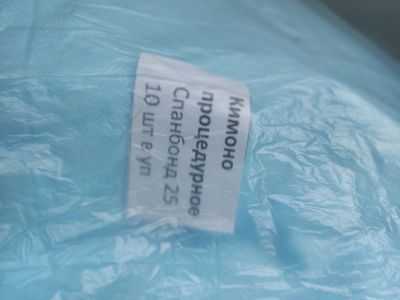 Кимоно
процедурное
Спанбонд 25
10 шт в уп